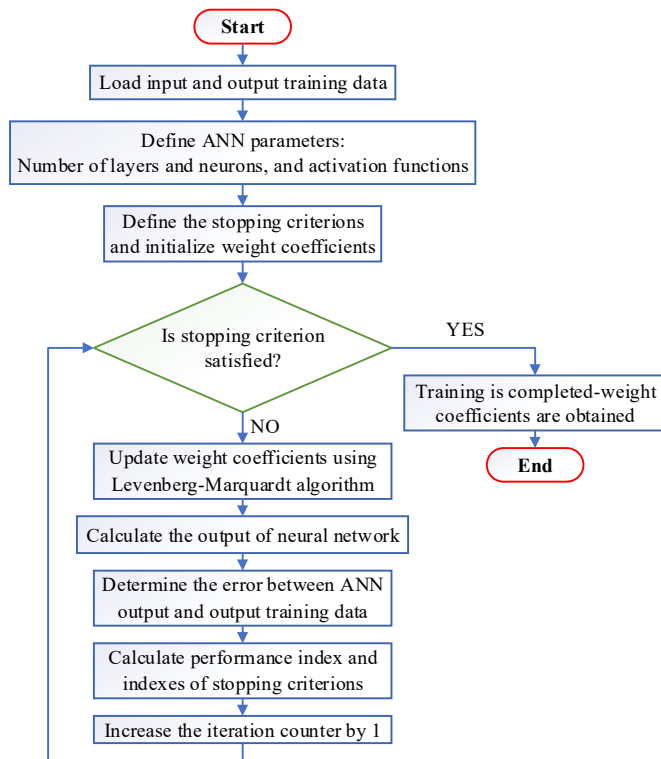 Start
Load input and output training data
Define ANN parameters:
Number of layers and neurons, and activation functions
Define the stopping criterions
and initialize weight coefficients
Is stopping criterion
satisfied?
YES
Training is completed-weight
coefficients are obtained
End
NO
Update weight coefficients using
Levenberg-Marquardt algorithm
Calculate the output of neural network
Determine the error between ANN
output and output training data
Calculate performance index and
indexes of stopping criterions
Increase the iteration counter by 1